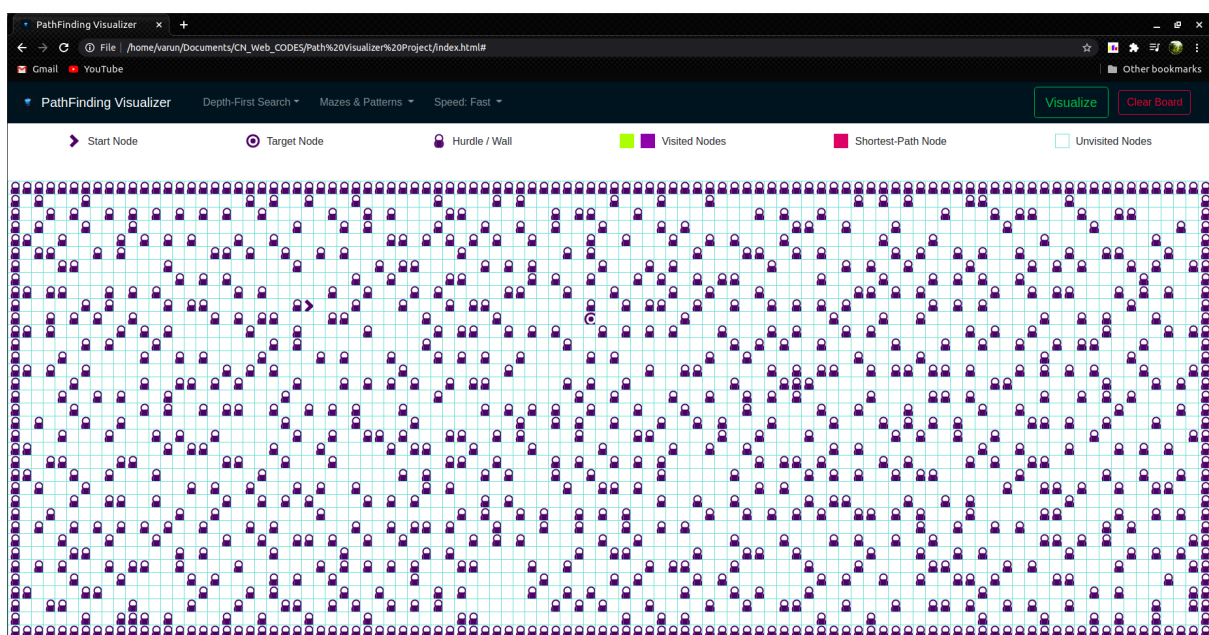 PathFinding Visualizer × +
File | /home/varun/Documents/CN_Web_CODES/Path%20Visualizer%20Project/index.html#
Gmail YouTube Other bookmarks
PathFinding Visualizer Depth-First Search Mazes & Patterns Speed: Fast Visualize Clear Board
Start Node Target Node Hurdle / Wall Visited Nodes Shortest-Path Node Unvisited Nodes